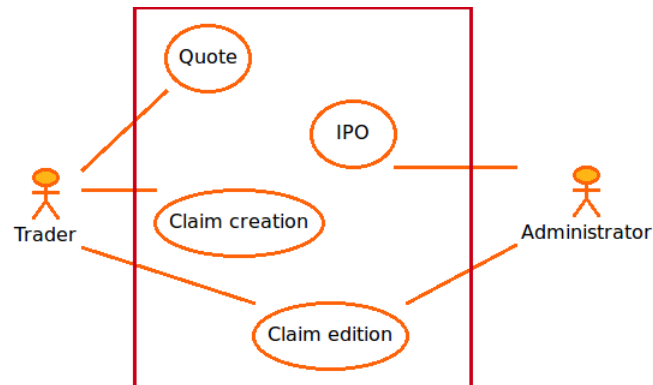 Quote
IPO
Claim creation
Trader
Administrator
Claim edition